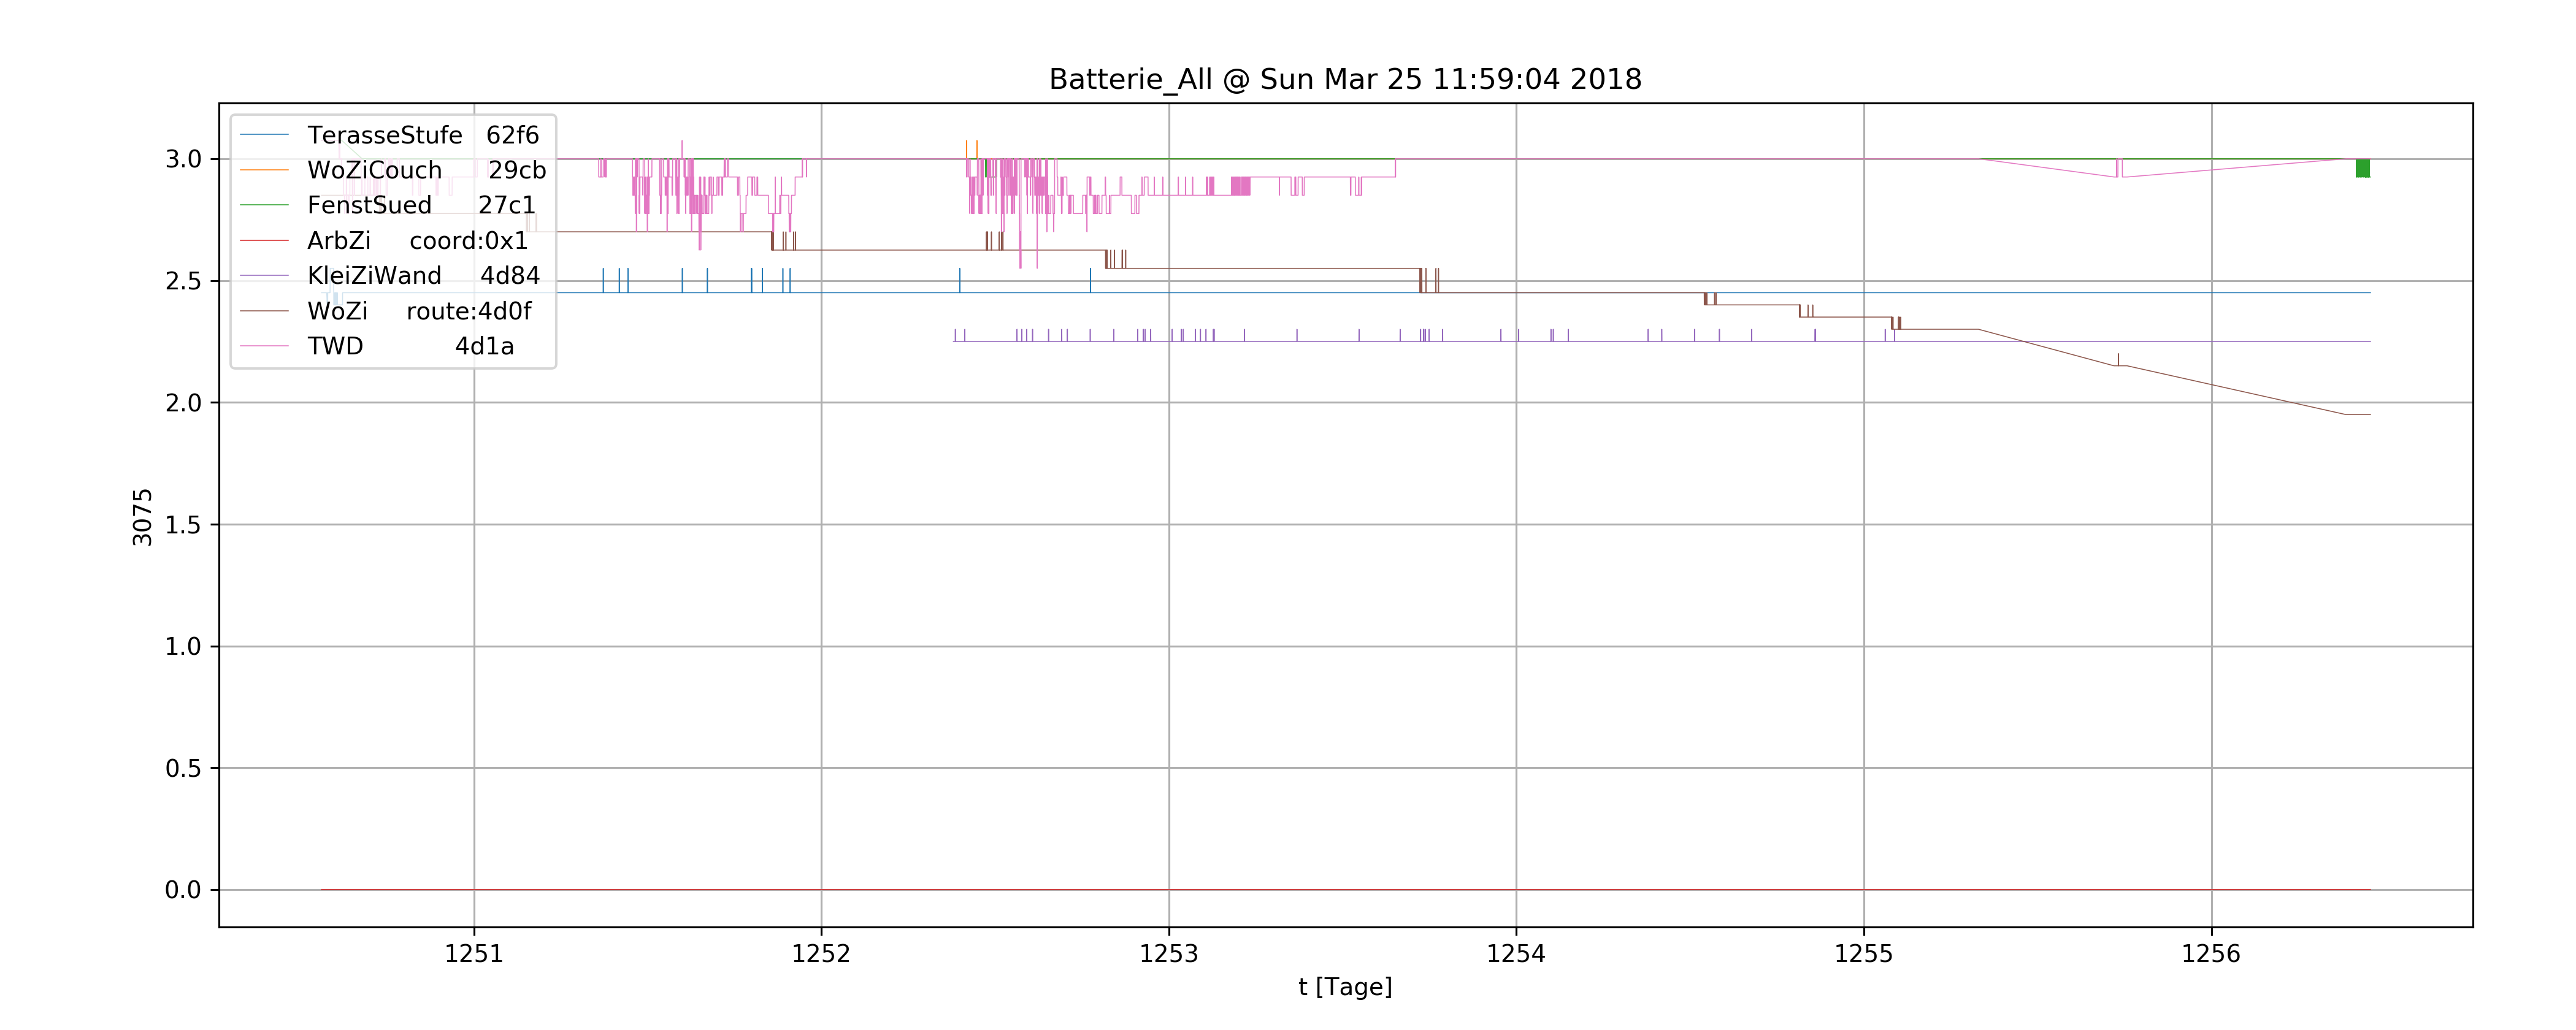 Batterie_All @ Sun Mar 25 11:59:04 2018
TerasseStufe 62f6
WoZiCouch 29cb
FenstSued 27c1
ArbZi coord:0x1
KleiZiWand 4d84
WoZi route:4d0f
TWD 4d1a
3075
3.0
2.5
2.0
1.5
1.0
0.5
0.0
1251 1252 1253 1254 1255 1256
t [Tage]